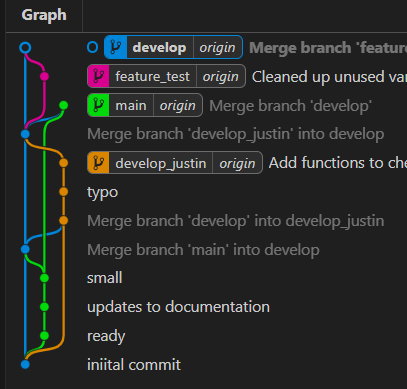 Graph
develop origin Merge branch 'feature
feature_test origin Cleaned up unused var
main origin Merge branch 'develop'
Merge branch 'develop_justin' into develop
develop_justin origin Add functions to che
typo
Merge branch 'develop' into develop_justin
Merge branch 'main' into develop
small
updates to documentation
ready
iniital commit